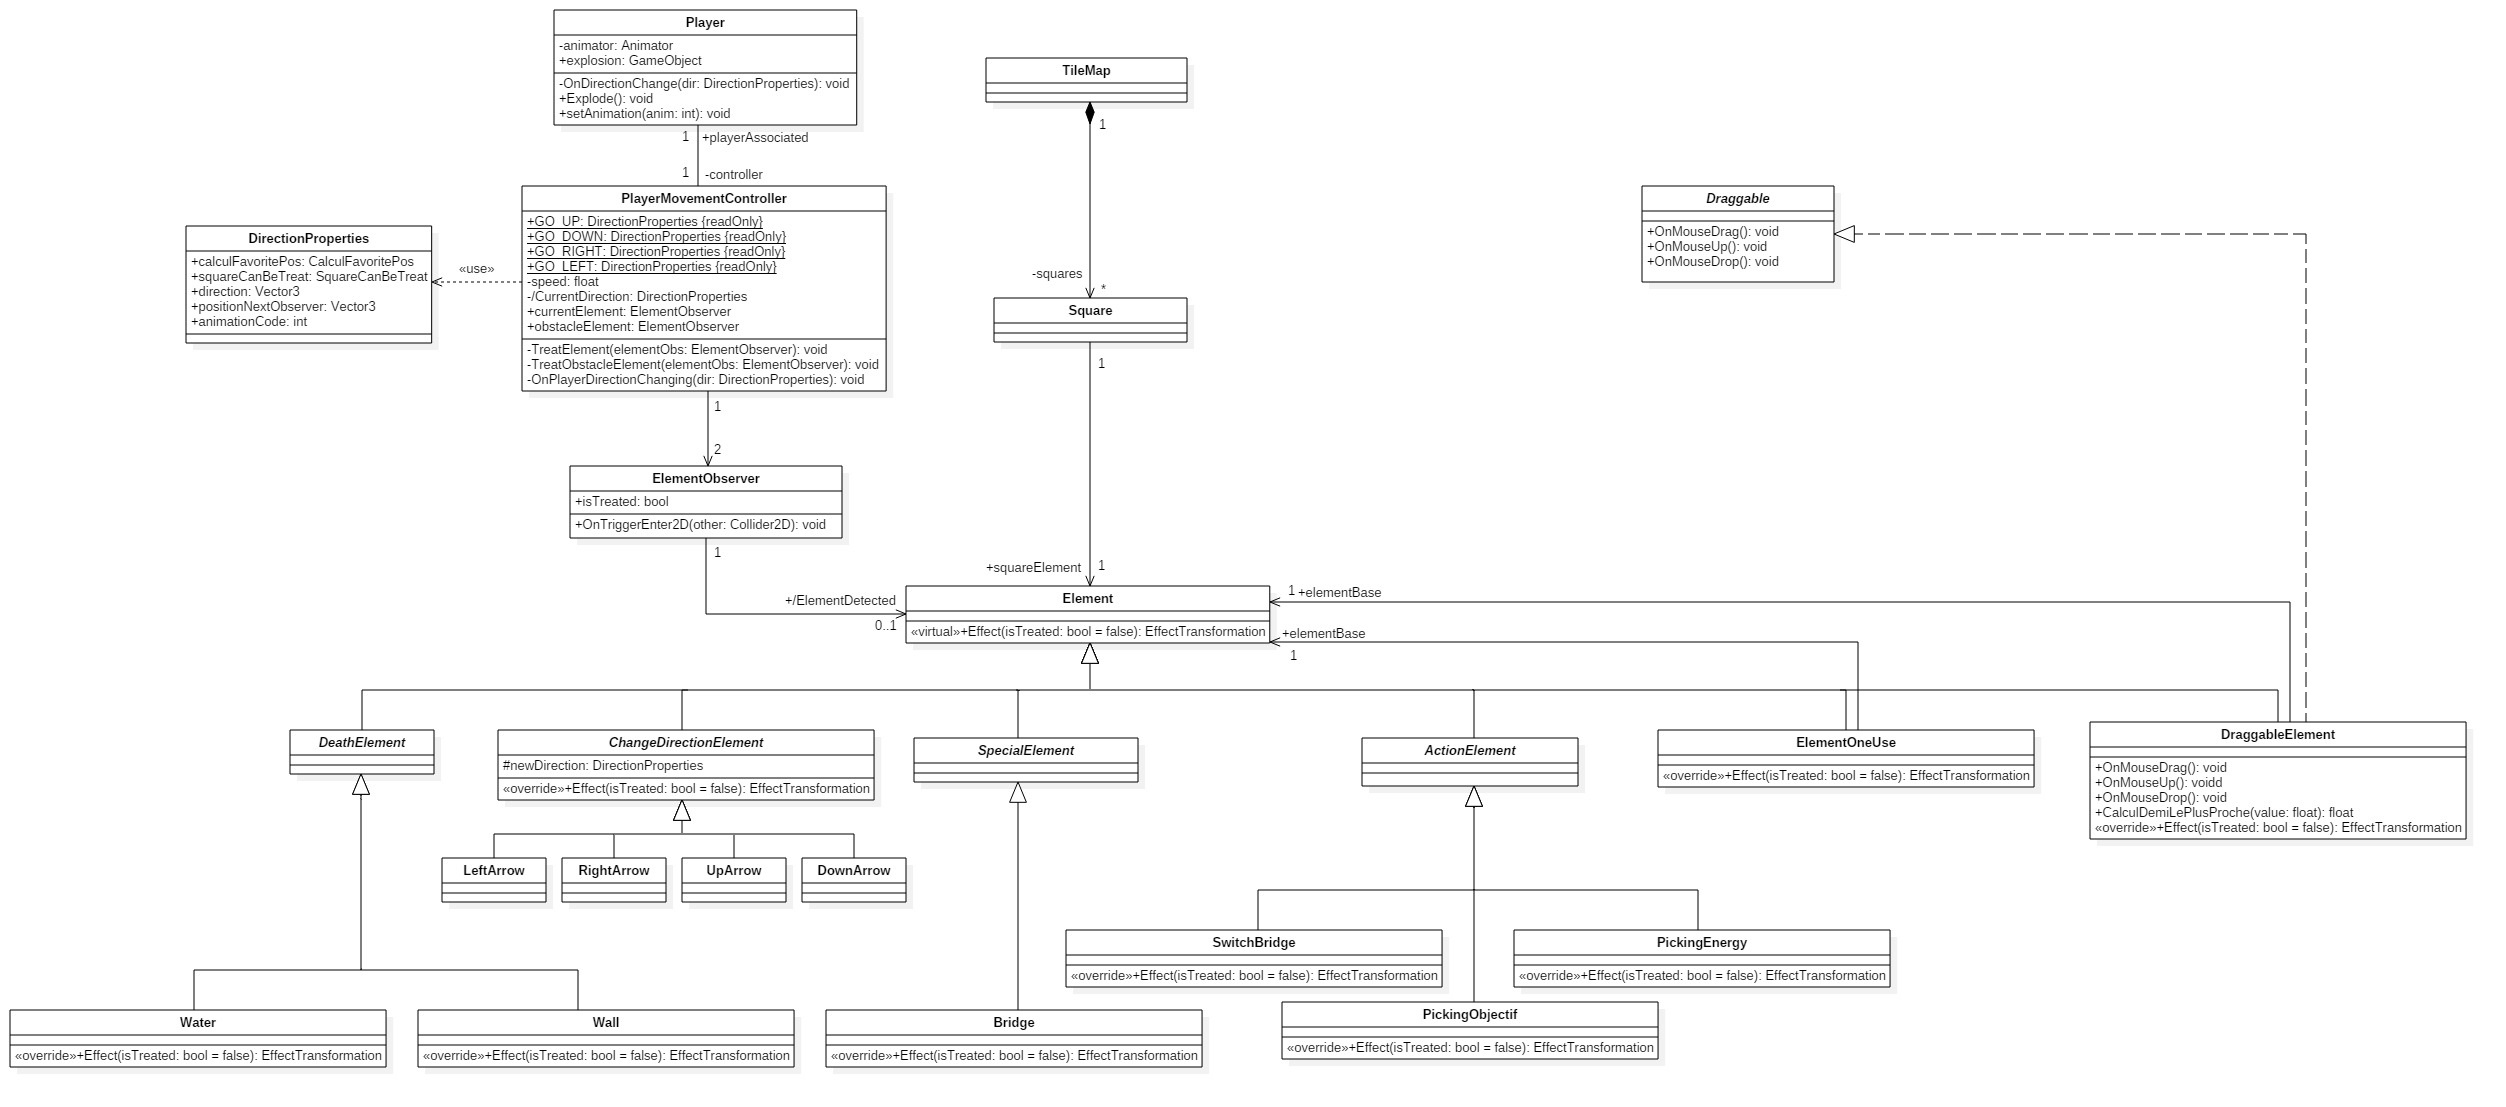 Player
-animator: Animator
+explosion: GameObject
-OnDirectionChange(dir: DirectionProperties): void
+Explode(): void
+setAnimation(anim: int): void
1
+playerAssociated
1
-controller
TileMap
1
-squares
*
PlayerMovementController
+GO_UP: DirectionProperties {readOnly}
+GO_DOWN: DirectionProperties {readOnly}
+GO_RIGHT: DirectionProperties {readOnly}
+GO_LEFT: DirectionProperties {readOnly}
-speed: float
-/CurrentDirection: DirectionProperties
+currentElement: ElementObserver
+obstacleElement: ElementObserver
-TreatElement(elementObs: ElementObserver): void
-TreatObstacleElement(elementObs: ElementObserver): void
-OnPlayerDirectionChanging(dir: DirectionProperties): void
DirectionProperties
+calculFavoritePos: CalculFavoritePos
+squareCanBeTreat: SquareCanBeTreat
+direction: Vector3
+positionNextObserver: Vector3
+animationCode: int
«use»
Draggable
+OnMouseDrag(): void
+OnMouseUp(): void
+OnMouseDrop(): void
Square
1
1
2
ElementObserver
+isTreated: bool
+OnTriggerEnter2D(other: Collider2D): void
1
+/ElementDetected
0..1
+squareElement
1
Element
«virtual»+Effect(isTreated: bool = false): EffectTransformation
1
+elementBase
+elementBase
1
DeathElement
ChangeDirectionElement
#newDirection: DirectionProperties
«override»+Effect(isTreated: bool = false): EffectTransformation
SpecialElement
ActionElement
ElementOneUse
«override»+Effect(isTreated: bool = false): EffectTransformation
DraggableElement
+OnMouseDrag(): void
+OnMouseUp(): voidd
+OnMouseDrop(): void
+CalculDemiLePlusProche(value: float): float
«override»+Effect(isTreated: bool = false): EffectTransformation
LeftArrow
RightArrow
UpArrow
DownArrow
SwitchBridge
«override»+Effect(isTreated: bool = false): EffectTransformation
PickingEnergy
«override»+Effect(isTreated: bool = false): EffectTransformation
Water
«override»+Effect(isTreated: bool = false): EffectTransformation
Wall
«override»+Effect(isTreated: bool = false): EffectTransformation
Bridge
«override»+Effect(isTreated: bool = false): EffectTransformation
PickingObjectif
«override»+Effect(isTreated: bool = false): EffectTransformation